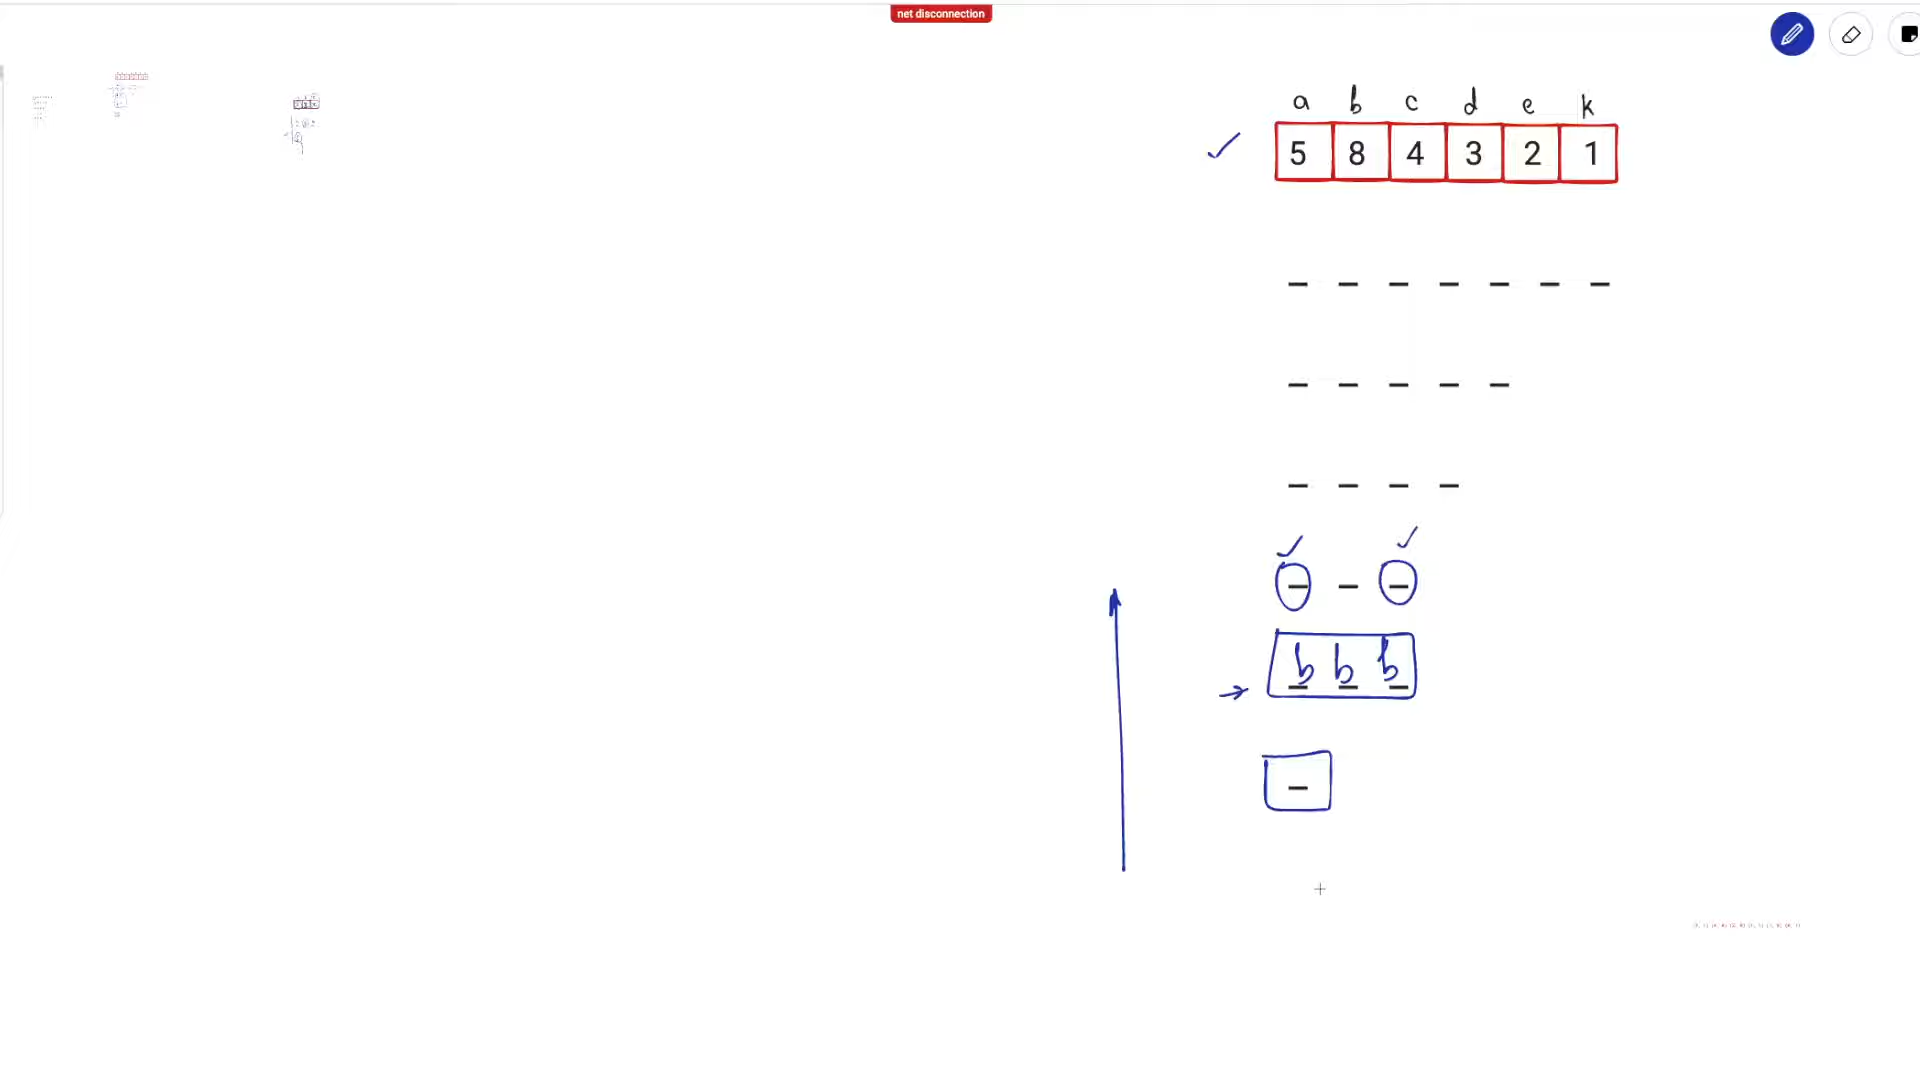 net disconnection
a b c d e k
5 8 4 3 2 1
_ _ _ _ _ _ _
_ _ _ _ _
_ _ _ _
_ _ _
b b b
_ _ _
_